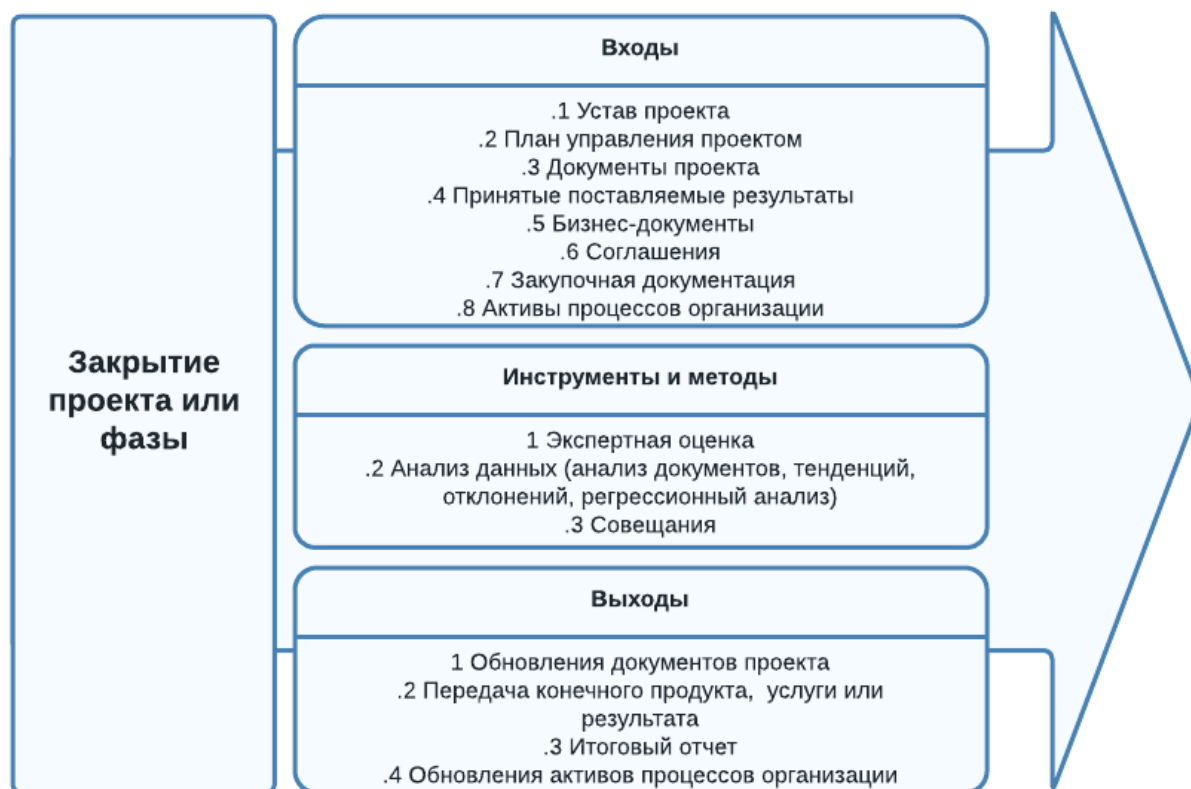 Закрытие
проекта или
фазы
Входы
.1 Устав проекта
.2 План управления проектом
.3 Документы проекта
.4 Принятые поставляемые результаты
.5 Бизнес-документы
.6 Соглашения
.7 Закупочная документация
.8 Активы процессов организации
Инструменты и методы
1 Экспертная оценка
.2 Анализ данных (анализ документов, тенденций,
отклонений, регрессионный анализ)
.3 Совещания
Выходы
1 Обновления документов проекта
.2 Передача конечного продукта, услуги или
результата
.3 Итоговый отчет
.4 Обновления активов процессов организации